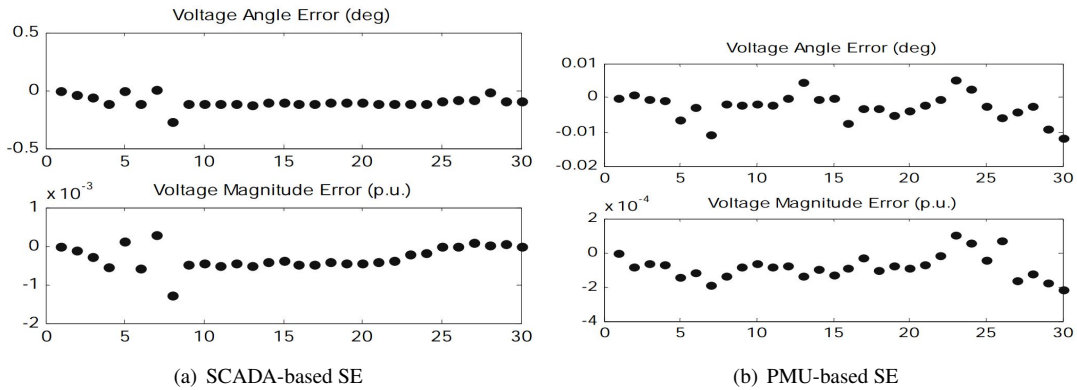 Voltage Angle Error (deg)
0.5
0
-0.5
0 5 10 15 20 25 30
x 10^-3
Voltage Magnitude Error (p.u.)
1
0
-1
-2
0 5 10 15 20 25 30
(a) SCADA-based SE
Voltage Angle Error (deg)
0.01
0
-0.01
-0.02
0 5 10 15 20 25 30
x 10^-4
Voltage Magnitude Error (p.u.)
2
0
-2
-4
0 5 10 15 20 25 30
(b) PMU-based SE